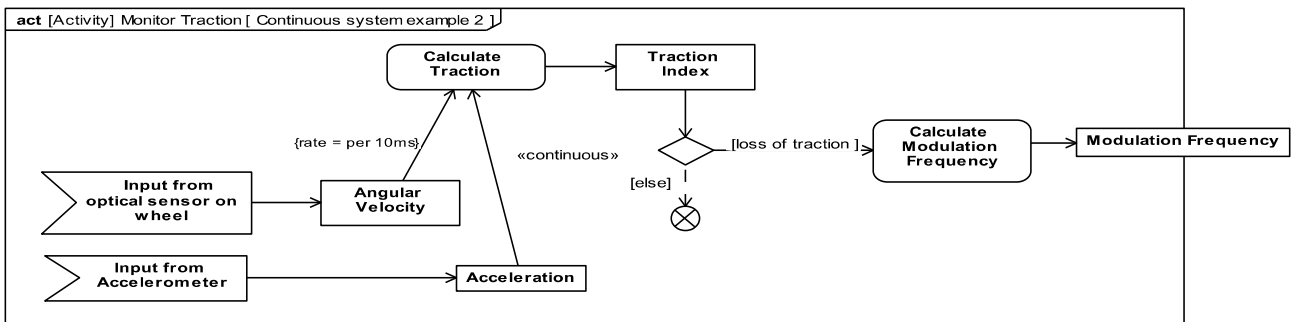 act [Activity] Monitor Traction [ Continuous system example 2 ]
Calculate
Traction
Traction
Index
{rate = per 10ms}
«continuous»
[loss of traction ]
Calculate
Modulation
Frequency
Modulation Frequency
[else]
Input from
optical sensor on
wheel
Angular
Velocity
Input from
Accelerometer
Acceleration